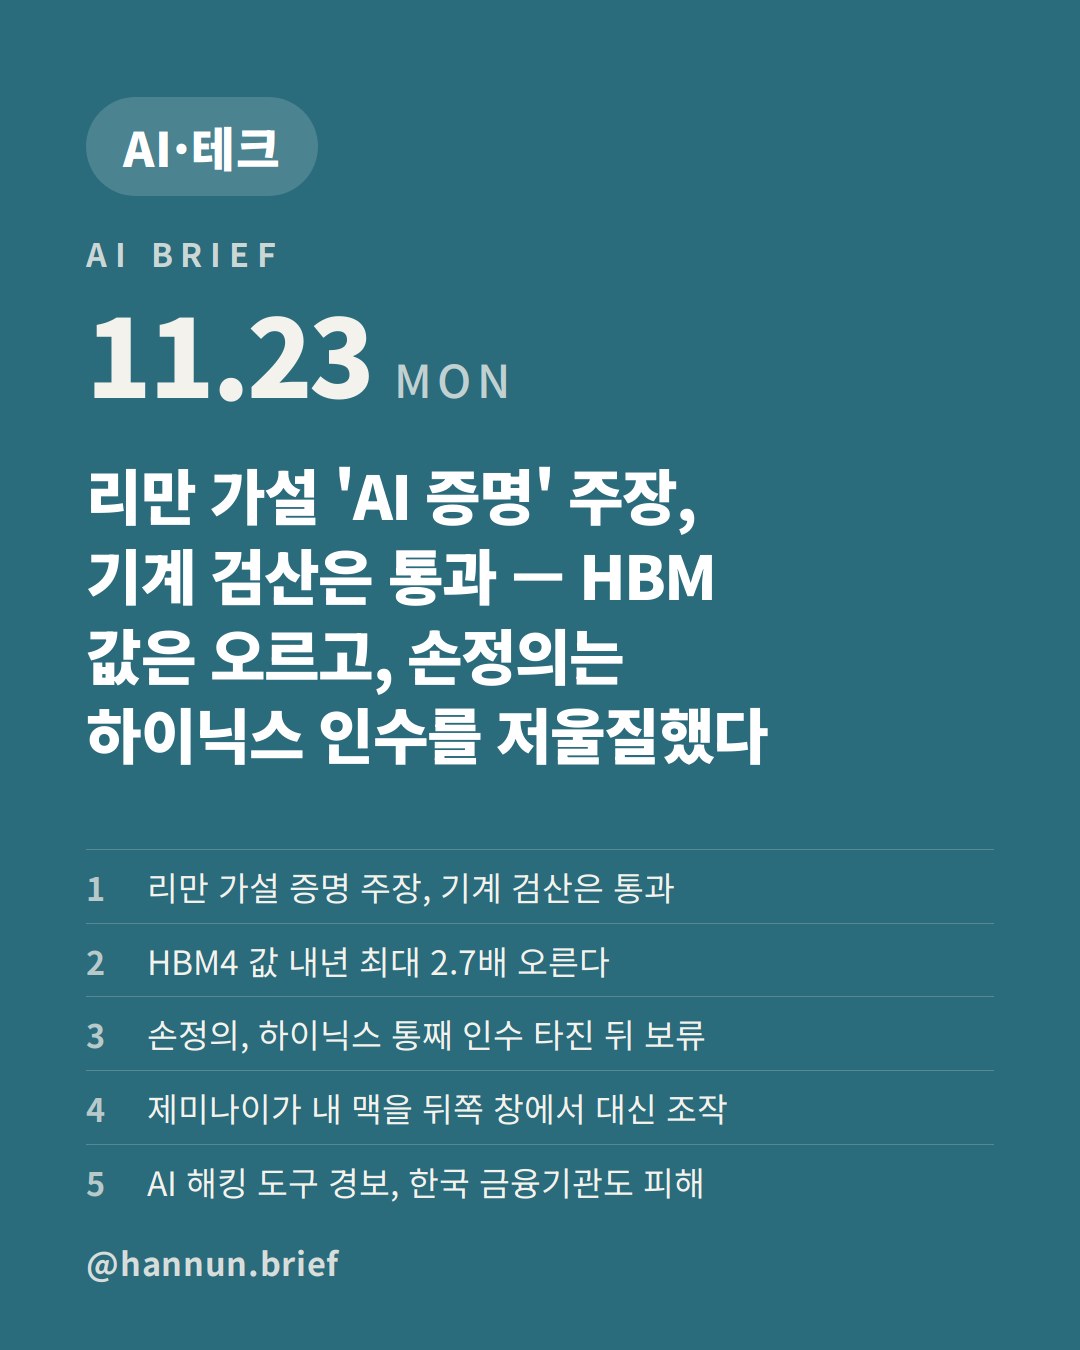 AI·테크
AI BRIEF
11.23 MON
리만 가설 'AI 증명' 주장,
기계 검산은 통과 — HBM
값은 오르고, 손정의는
하이닉스 인수를 저울질했다
1 리만 가설 증명 주장, 기계 검산은 통과
2 HBM4 값 내년 최대 2.7배 오른다
3 손정의, 하이닉스 통째 인수 타진 뒤 보류
4 제미나이가 내 맥을 뒤쪽 창에서 대신 조작
5 AI 해킹 도구 경보, 한국 금융기관도 피해
@hannun.brief